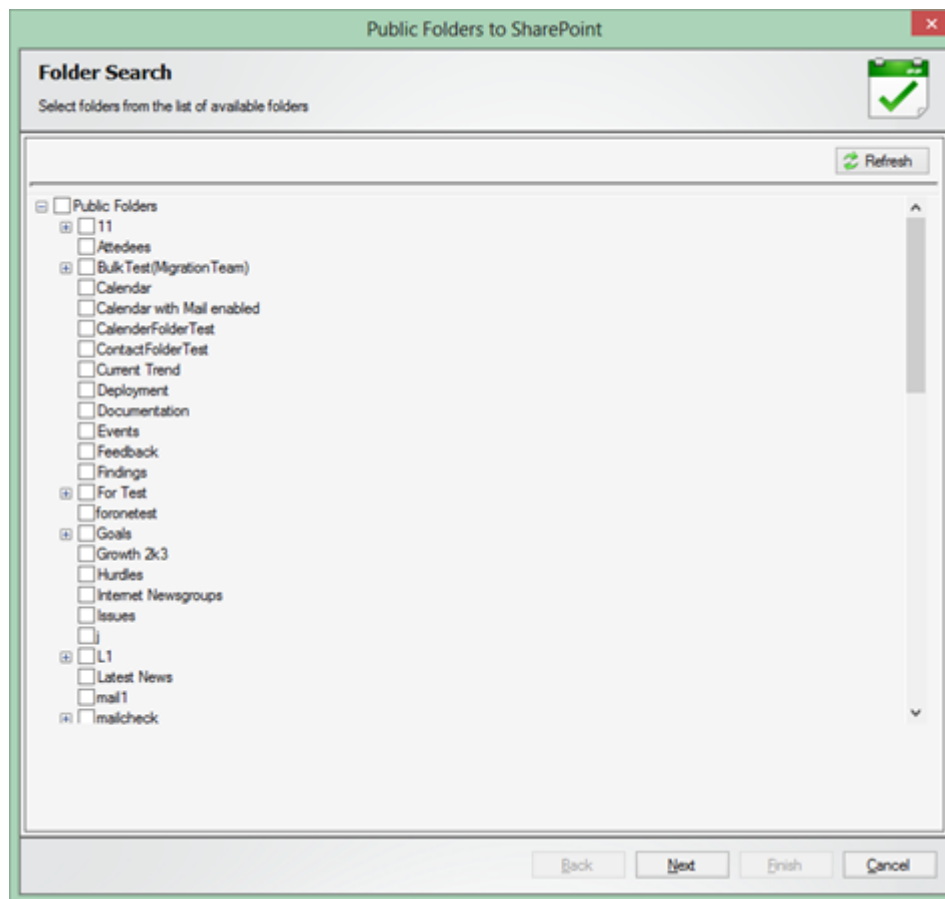 Public Folders to SharePoint
Folder Search
Select folders from the list of available folders
Refresh
Public Folders
11
Attedees
BulkTest(MigrationTeam)
Calendar
Calendar with Mail enabled
CalenderFolderTest
ContactFolderTest
Current Trend
Deployment
Documentation
Events
Feedback
Findings
For Test
foronetest
Goals
Growth 2k3
Hurdles
Internet Newsgroups
Issues
j
L1
Latest News
mail1
mailcheck
Back Next Finish Cancel